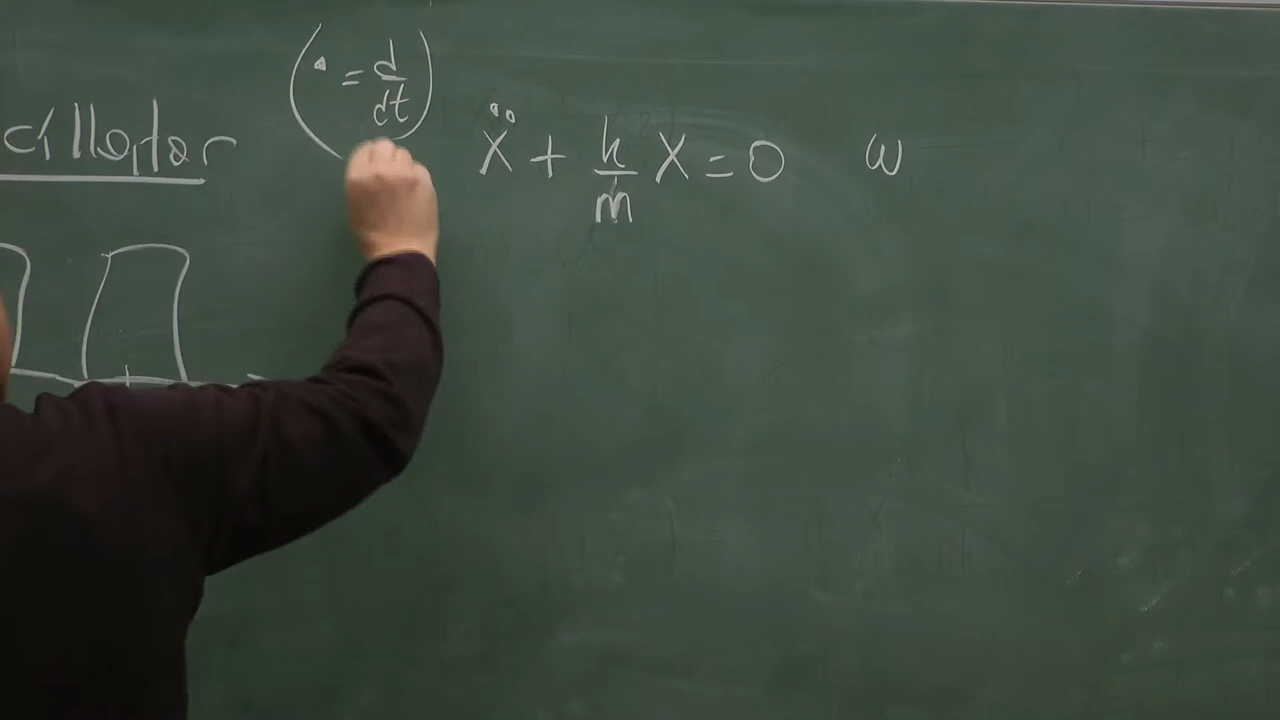 (˙ = d/dt)
cillator
ẍ + k/m x = 0 ω